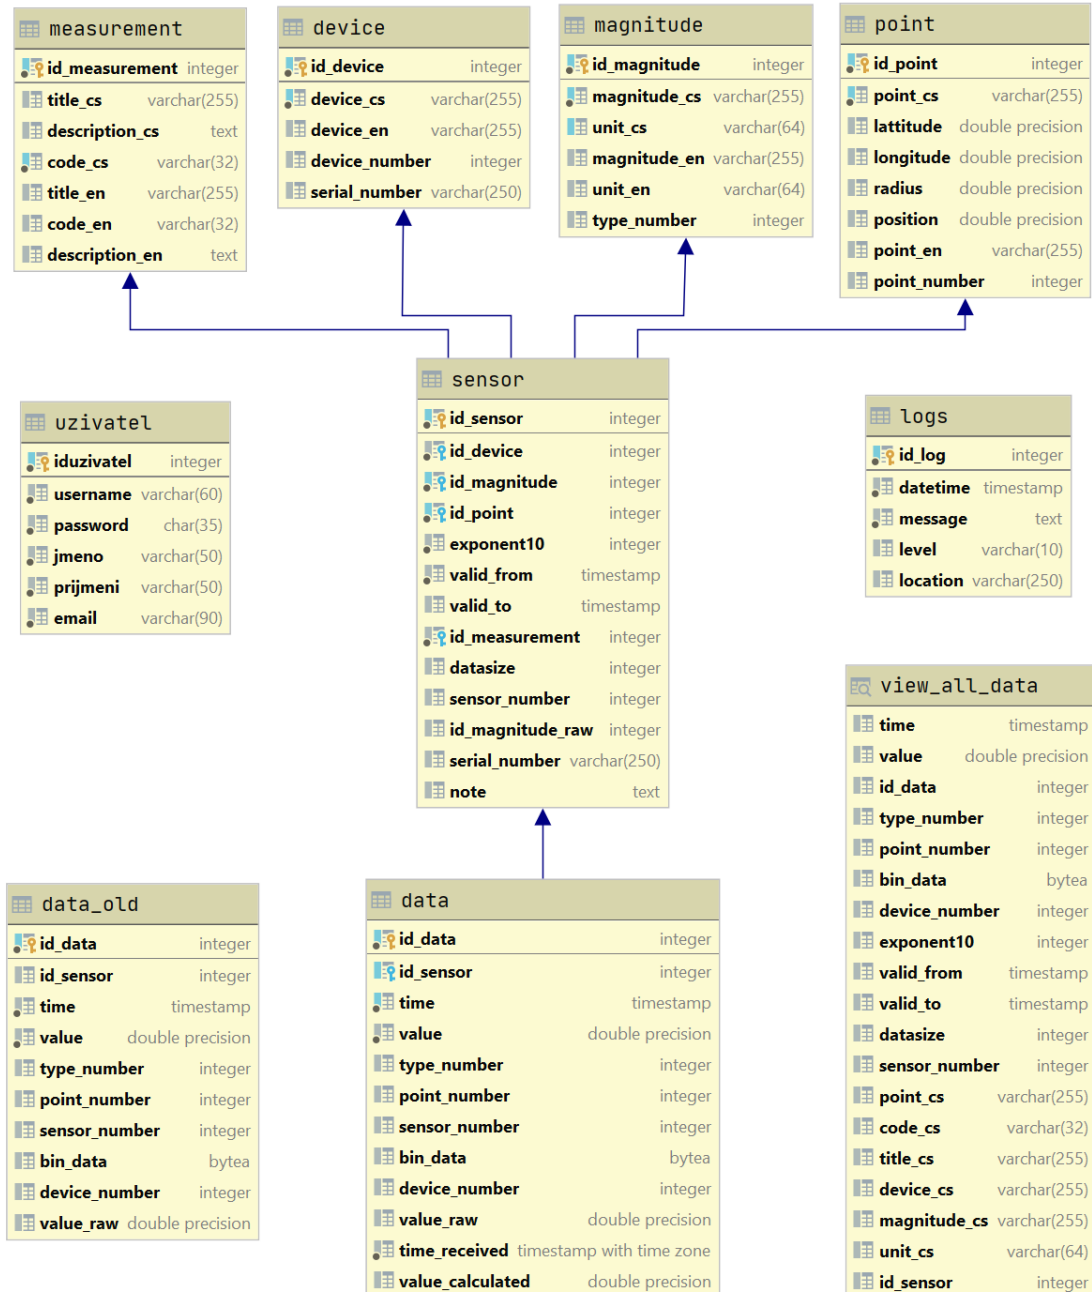 measurement
id_measurement integer
title_cs varchar(255)
description_cs text
code_cs varchar(32)
title_en varchar(255)
code_en varchar(32)
description_en text
device
id_device integer
device_cs varchar(255)
device_en varchar(255)
device_number integer
serial_number varchar(250)
magnitude
id_magnitude integer
magnitude_cs varchar(255)
unit_cs varchar(64)
magnitude_en varchar(255)
unit_en varchar(64)
type_number integer
point
id_point integer
point_cs varchar(255)
lattitude double precision
longitude double precision
radius double precision
position double precision
point_en varchar(255)
point_number integer
uzivatel
iduzivatel integer
username varchar(60)
password char(35)
jmeno varchar(50)
prijmeni varchar(50)
email varchar(90)
sensor
id_sensor integer
id_device integer
id_magnitude integer
id_point integer
exponent10 integer
valid_from timestamp
valid_to timestamp
id_measurement integer
datasize integer
sensor_number integer
id_magnitude_raw integer
serial_number varchar(250)
note text
logs
id_log integer
datetime timestamp
message text
level varchar(10)
location varchar(250)
data_old
id_data integer
id_sensor integer
time timestamp
value double precision
type_number integer
point_number integer
sensor_number integer
bin_data bytea
device_number integer
value_raw double precision
data
id_data integer
id_sensor integer
time timestamp
value double precision
type_number integer
point_number integer
sensor_number integer
bin_data bytea
device_number integer
value_raw double precision
time_received timestamp with time zone
value_calculated double precision
view_all_data
time timestamp
value double precision
id_data integer
type_number integer
point_number integer
bin_data bytea
device_number integer
exponent10 integer
valid_from timestamp
valid_to timestamp
datasize integer
sensor_number integer
point_cs varchar(255)
code_cs varchar(32)
title_cs varchar(255)
device_cs varchar(255)
magnitude_cs varchar(255)
unit_cs varchar(64)
id_sensor integer